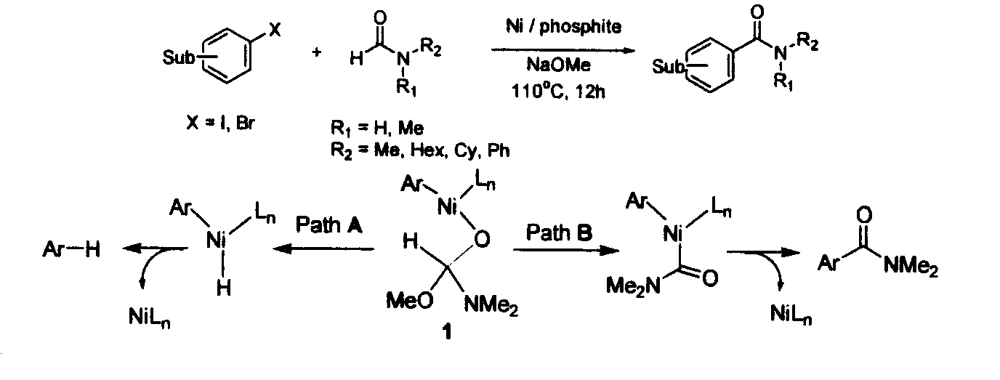 O
X
Sub
+
H
N
R2
R1
Ni / phosphite
NaOMe
110°C, 12h
O
Sub
N
R2
R1
X = I, Br
R1 = H, Me
R2 = Me, Hex, Cy, Ph
Ar
Ln
Ni
H
O
MeO
NMe2
1
Path A
Ar
Ln
Ni
H
Ar-H
NiLn
Path B
Ar
Ln
Ni
Me2N
O
O
Ar
NMe2
NiLn